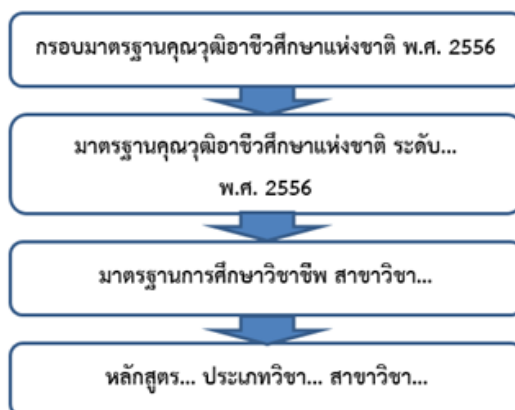 กรอบมาตรฐานคุณวุฒิอาชีวศึกษาแห่งชาติ พ.ศ. 2556
มาตรฐานคุณวุฒิอาชีวศึกษาแห่งชาติ ระดับ...
พ.ศ. 2556
มาตรฐานการศึกษาวิชาชีพ สาขาวิชา...
หลักสูตร... ประเภทวิชา... สาขาวิชา...